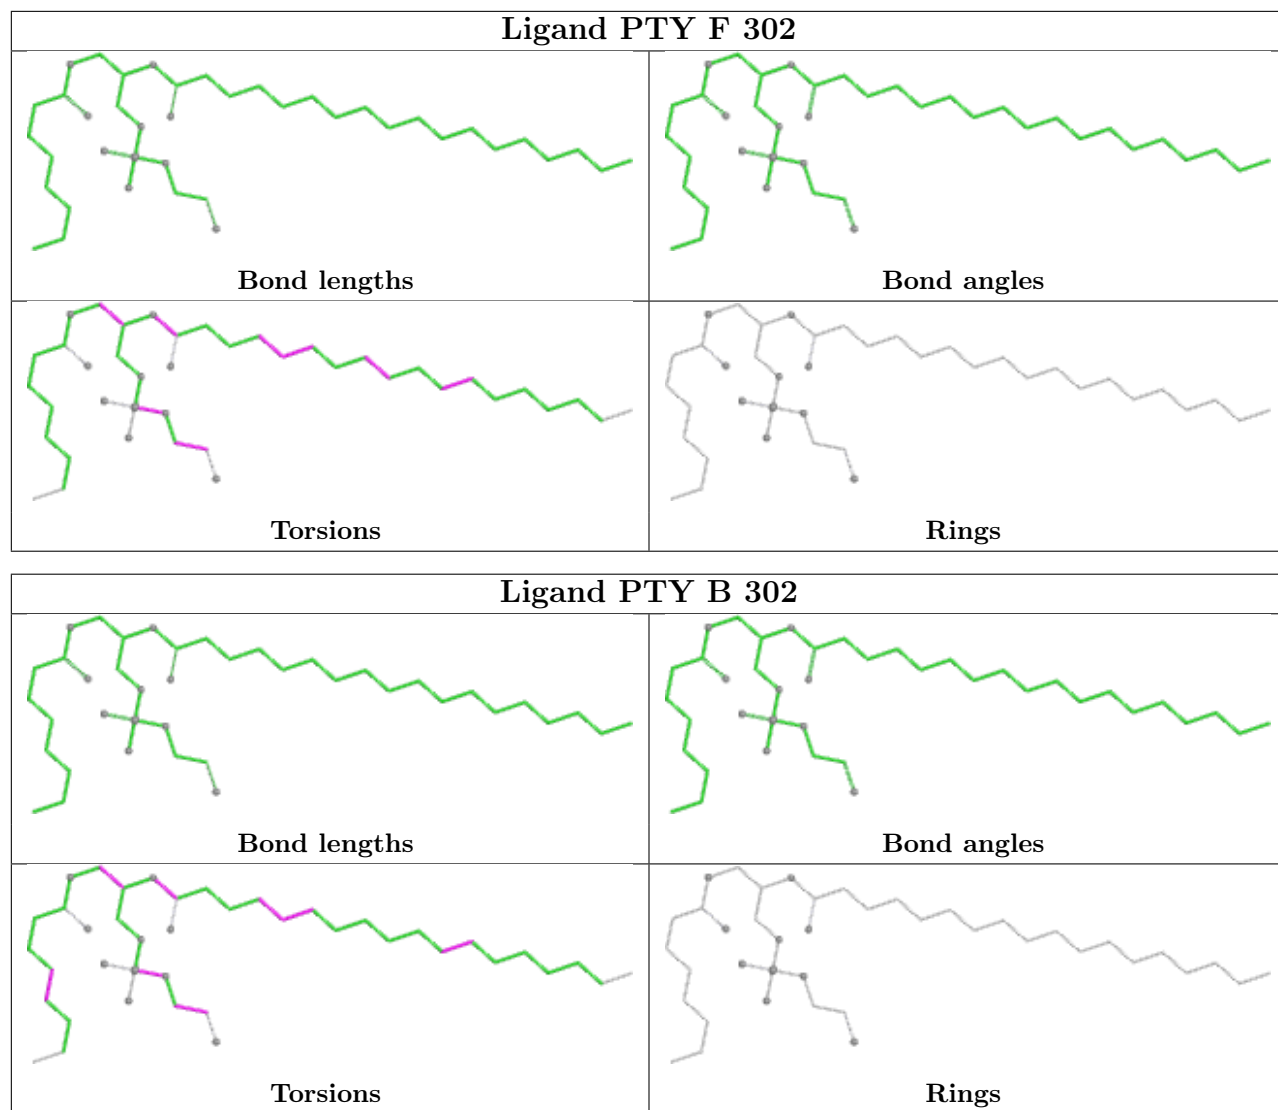 Ligand PTY F 302
Bond lengths
Bond angles
Torsions
Rings
Ligand PTY B 302
Bond lengths
Bond angles
Torsions
Rings